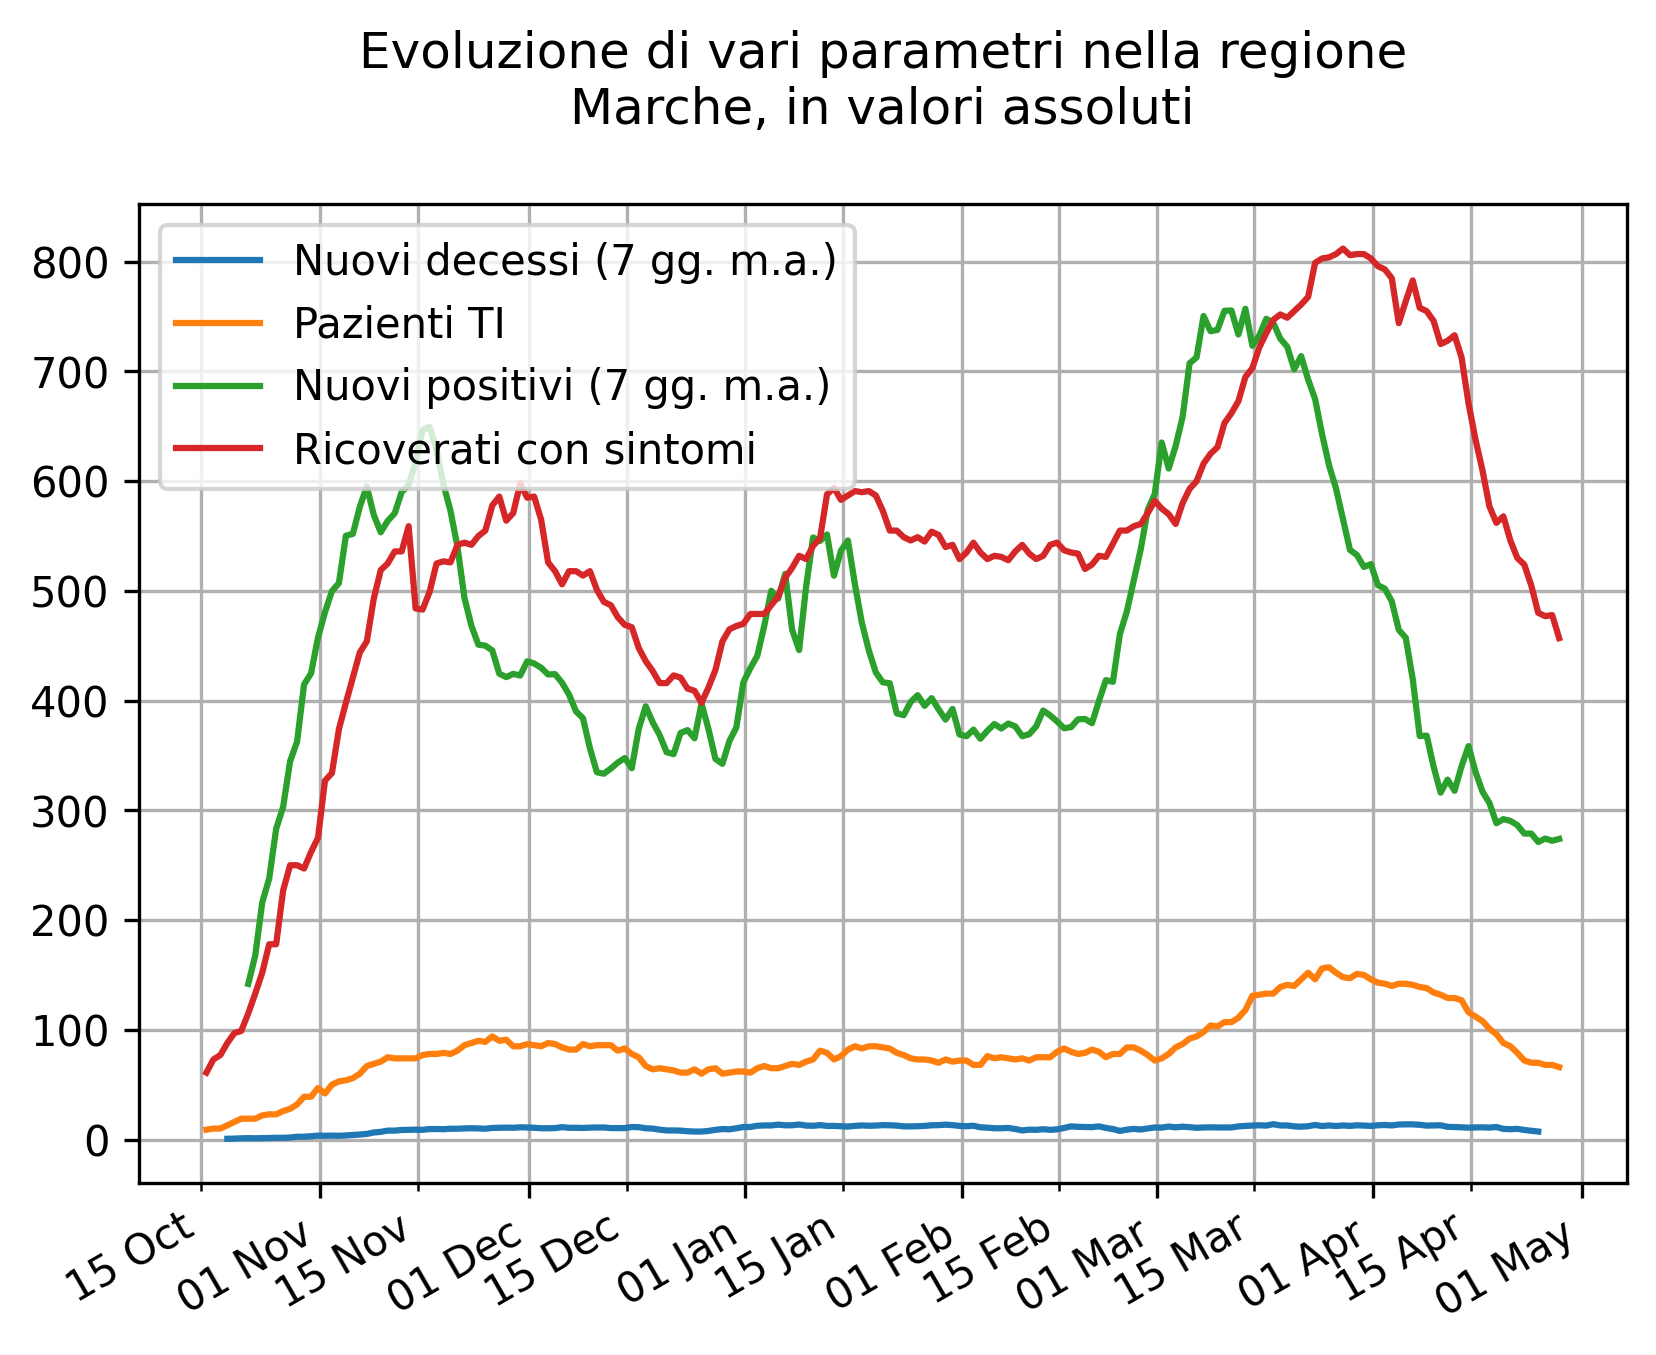 Evoluzione di vari parametri nella regione
Marche, in valori assoluti
Nuovi decessi (7 gg. m.a.)
Pazienti TI
Nuovi positivi (7 gg. m.a.)
Ricoverati con sintomi
800
700
600
500
400
300
200
100
0
15 Oct
01 Nov
15 Nov
01 Dec
15 Dec
01 Jan
15 Jan
01 Feb
15 Feb
01 Mar
15 Mar
01 Apr
15 Apr
01 May